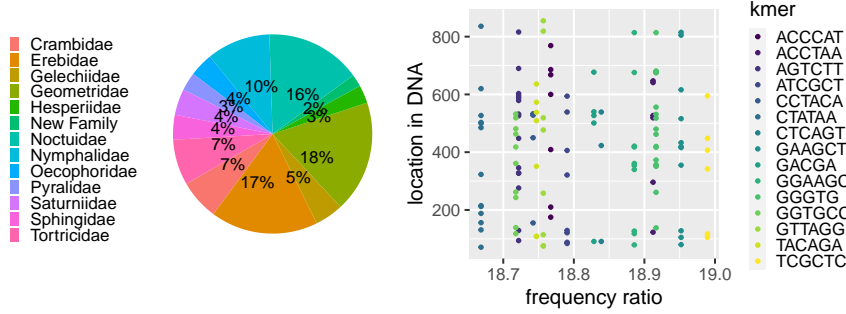 Crambidae
Erebidae
Gelechiidae
Geometridae
Hesperiidae
New Family
Noctuidae
Nymphalidae
Oecophoridae
Pyralidae
Saturniidae
Sphingidae
Tortricidae
10%
16%
4%
3%
2%
4%
3%
4%
7%
18%
7%
17%
5%
location in DNA
800
600
400
200
18.7
18.8
18.9
19.0
frequency ratio
kmer
ACCCAT
ACCTAA
AGTCTT
ATCGCT
CCTACA
CTATAA
CTCAGT
GAAGCT
GACGA
GGAAGC
GGGTG
GGTGCC
GTTAGG
TACAGA
TCGCTC